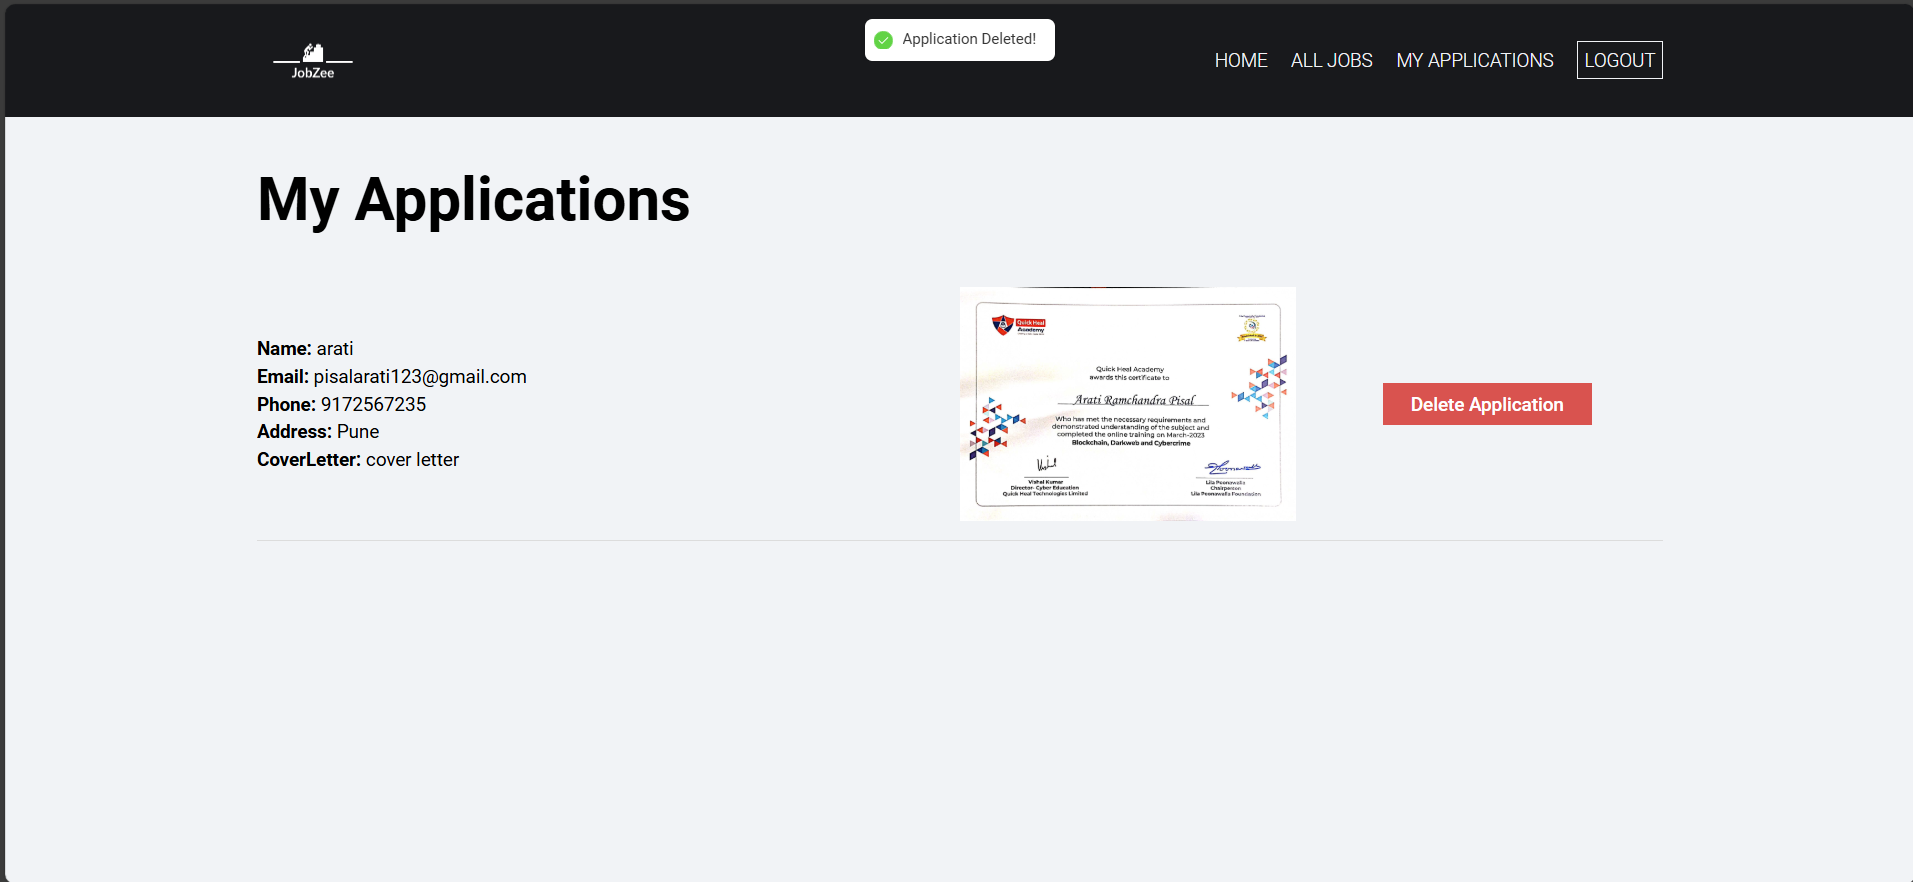 JobZee
Application Deleted!
HOME
ALL JOBS
MY APPLICATIONS
LOGOUT
My Applications
Name: arati
Email: pisalarati123@gmail.com
Phone: 9172567235
Address: Pune
CoverLetter: cover letter
Quick Heal
Academy
Quick Heal Academy
awards this certificate to
Arati Ramchandra Pisal
Who has met the necessary requirements and
demonstrated understanding of the subject and
completed the online training on March-2023
Blockchain, Darkweb and Cybercrime
Vishal Kumar
Director- Cyber Education
Quick Heal Technologies Limited
Lila Poonawalla
Chairperson
Lila Poonawalla Foundation
Delete Application